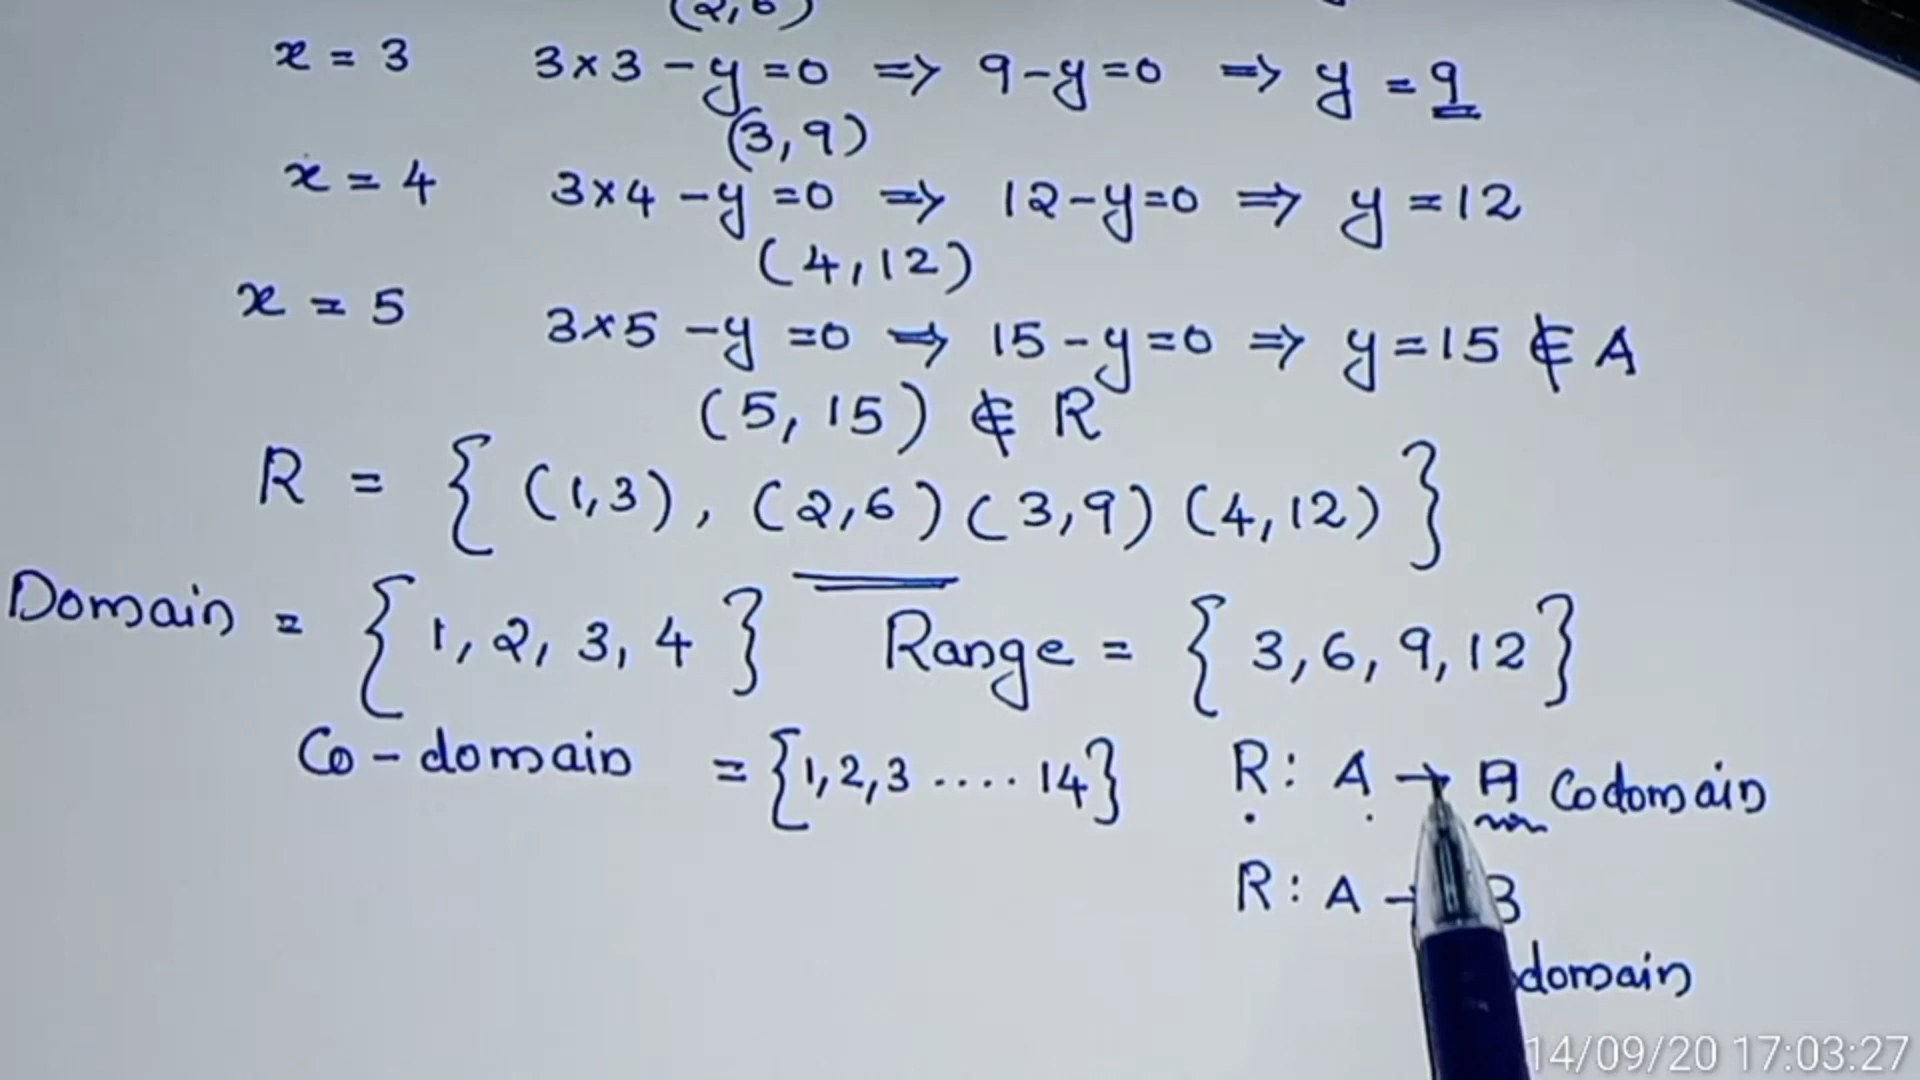 (2,6)
x = 3 3×3 - y = 0 => 9 - y = 0 => y = 9
(3,9)
x = 4 3×4 - y = 0 => 12 - y = 0 => y = 12
(4,12)
x = 5 3×5 - y = 0 => 15 - y = 0 => y = 15 ∉ A
(5, 15) ∉ R
R = { (1,3), (2,6) (3,9) (4,12) }
Domain = { 1, 2, 3, 4 } Range = { 3, 6, 9, 12 }
Co-domain = {1,2,3 .... 14} R: A → A Codomain
R: A → B
domain
14/09/20 17:03:27